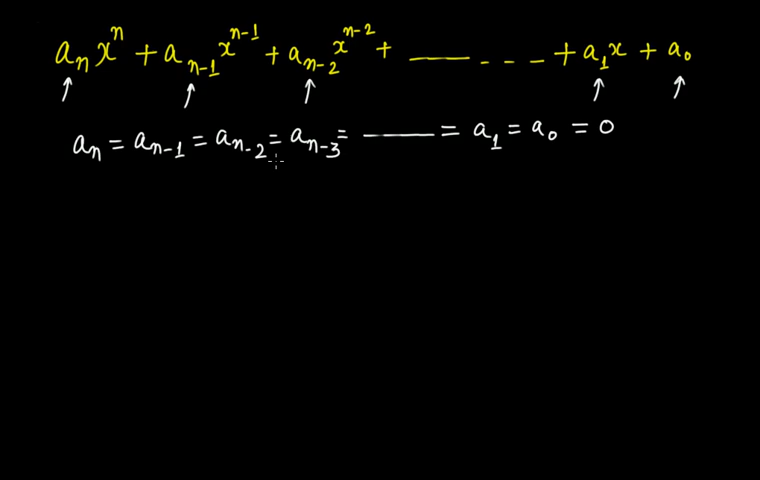 aₙxⁿ + aₙ₋₁xⁿ⁻¹ + aₙ₋₂xⁿ⁻² + ——— - - - + a₁x + a₀
aₙ = aₙ₋₁ = aₙ₋₂ = aₙ₋₃ = ——— = a₁ = a₀ = 0